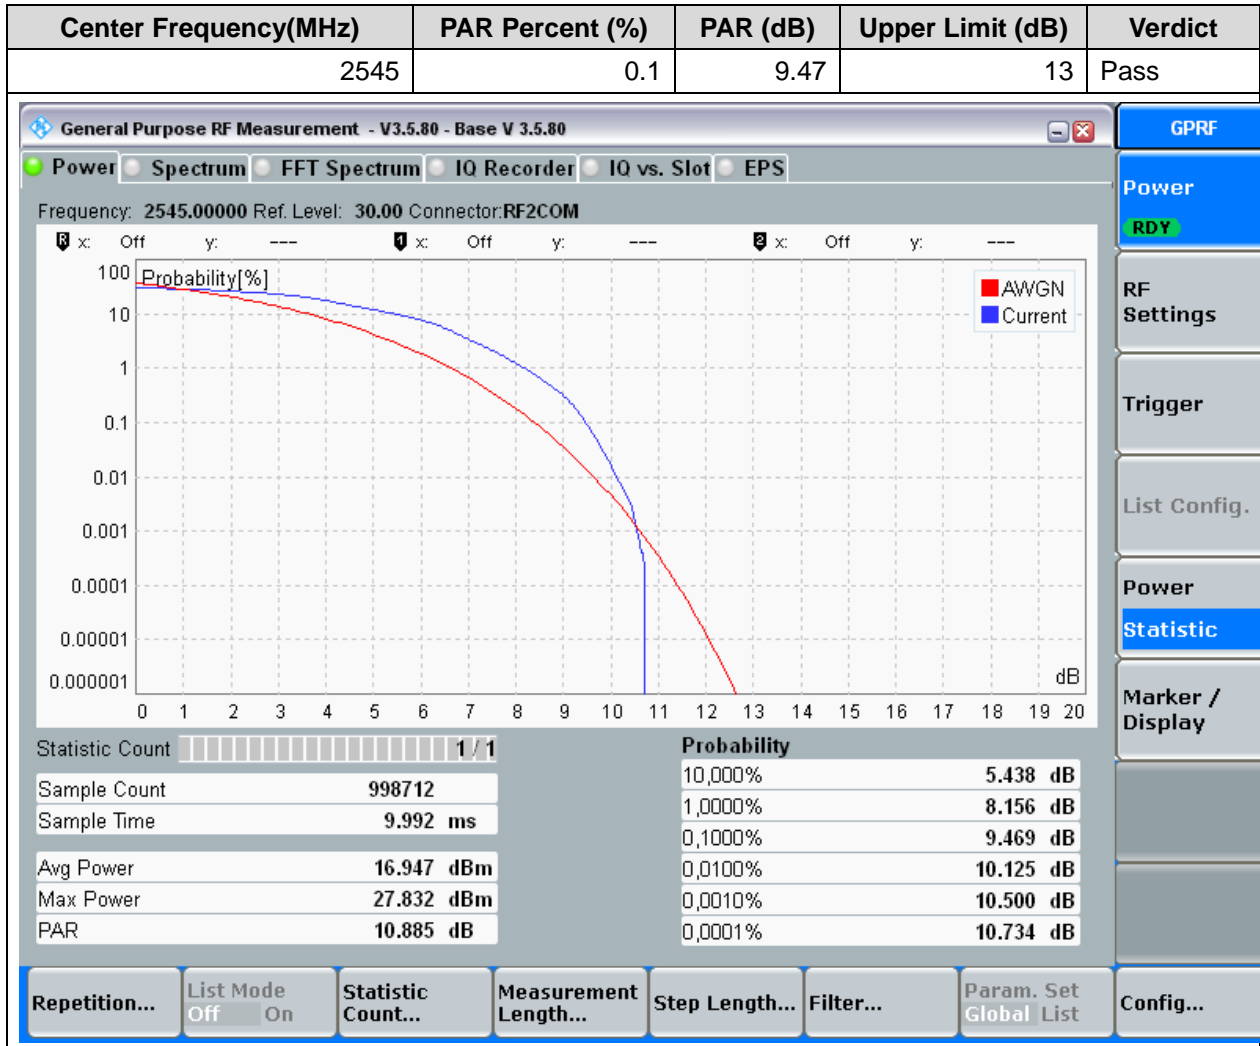 Center Frequency(MHz) PAR Percent (%) PAR (dB) Upper Limit (dB) Verdict
2545 0.1 9.47 13 Pass
General Purpose RF Measurement - V3.5.80 - Base V 3.5.80
GPRF
Power Spectrum FFT Spectrum IQ Recorder IQ vs. Slot EPS
Power
RDY
Frequency: 2545.00000 Ref. Level: 30.00 Connector:RF2COM
R x: Off y: --- 1 x: Off y: --- 2 x: Off y: ---
Probability[%]
100
10
1
0.1
0.01
0.001
0.0001
0.00001
0.000001
AWGN
Current
dB
0 1 2 3 4 5 6 7 8 9 10 11 12 13 14 15 16 17 18 19 20
RF
Settings
Trigger
List Config.
Power
Statistic
Marker /
Display
Statistic Count 1 / 1
Sample Count 998712
Sample Time 9.992 ms
Avg Power 16.947 dBm
Max Power 27.832 dBm
PAR 10.885 dB
Probability
10,000% 5.438 dB
1,0000% 8.156 dB
0,1000% 9.469 dB
0,0100% 10.125 dB
0,0010% 10.500 dB
0,0001% 10.734 dB
Repetition...
List Mode
Off On
Statistic
Count...
Measurement
Length...
Step Length...
Filter...
Param. Set
Global List
Config...